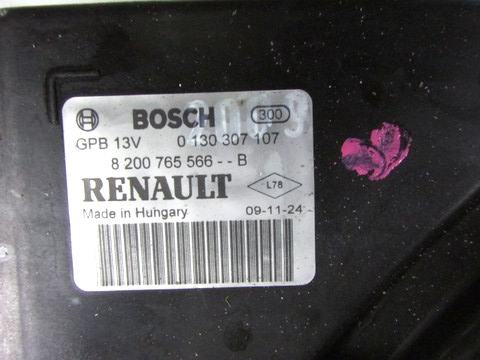 BOSCH 300
GPB 13V 0 130 307 107
8 200 765 566 - - B
RENAULT L78
Made in Hungary 09-11-24